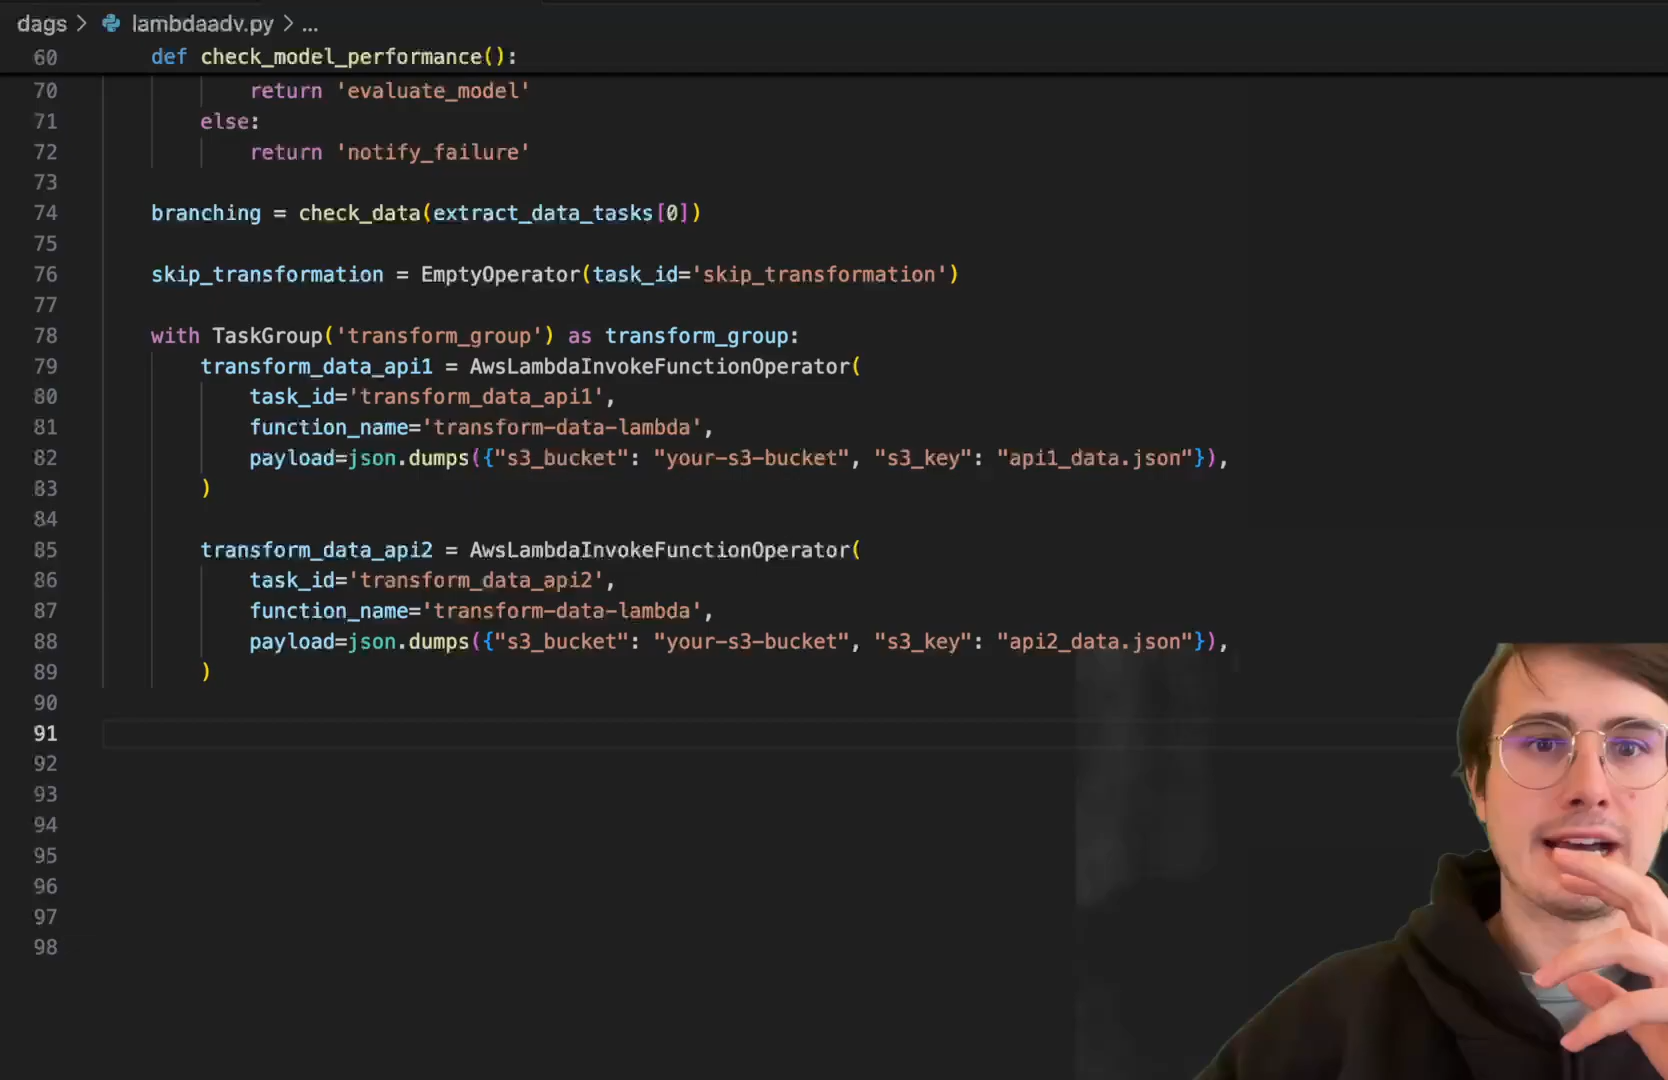 dags > lambdaadv.py > ...
60 def check_model_performance():
70 return 'evaluate_model'
71 else:
72 return 'notify_failure'
73
74 branching = check_data(extract_data_tasks[0])
75
76 skip_transformation = EmptyOperator(task_id='skip_transformation')
77
78 with TaskGroup('transform_group') as transform_group:
79 transform_data_api1 = AwsLambdaInvokeFunctionOperator(
80 task_id='transform_data_api1',
81 function_name='transform-data-lambda',
82 payload=json.dumps({"s3_bucket": "your-s3-bucket", "s3_key": "api1_data.json"}),
83 )
84
85 transform_data_api2 = AwsLambdaInvokeFunctionOperator(
86 task_id='transform_data_api2',
87 function_name='transform-data-lambda',
88 payload=json.dumps({"s3_bucket": "your-s3-bucket", "s3_key": "api2_data.json"}),
89 )
90
91
92
93
94
95
96
97
98